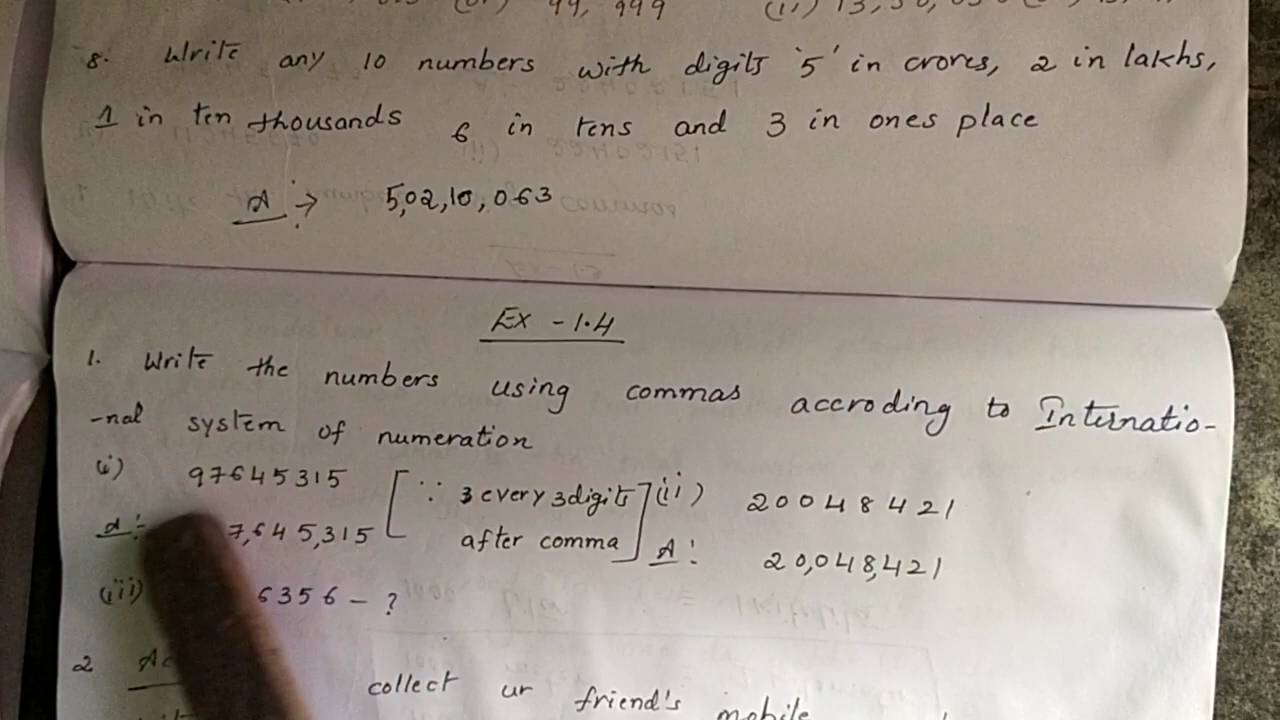 8. Write any 10 numbers with digits '5' in crores, 2 in lakhs,
1 in ten thousands 6 in tens and 3 in ones place
A :→ 5,02,10,063
Ex - 1.4
1. Write the numbers using commas accroding to Internatio-
-nal system of numeration
(i) 97645315 [∵ 3 every 3 digits] (ii) 20048421
A :- 7,645,315 after comma A : 20,048,421
(iii) 6356 - ?
2 collect ur friend's mobile